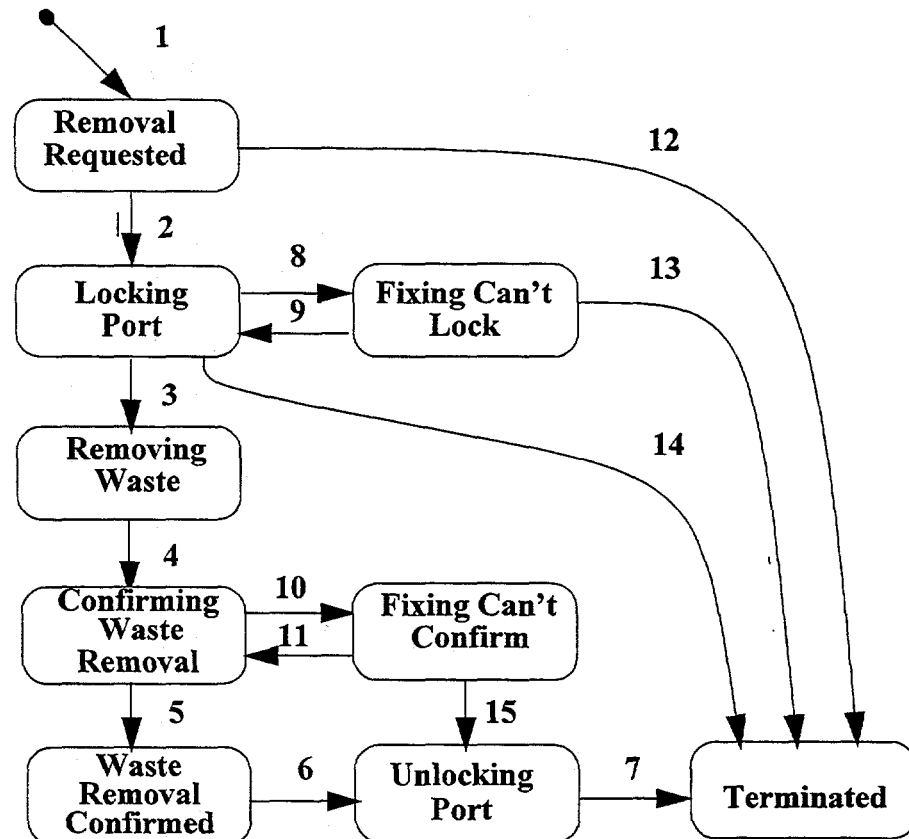 1
Removal
Requested
12
2
8
13
Locking
Port
9
Fixing Can't
Lock
3
14
Removing
Waste
4
Confirming
Waste
Removal
10
11
Fixing Can't
Confirm
5
15
Waste
Removal
Confirmed
6
Unlocking
Port
7
Terminated